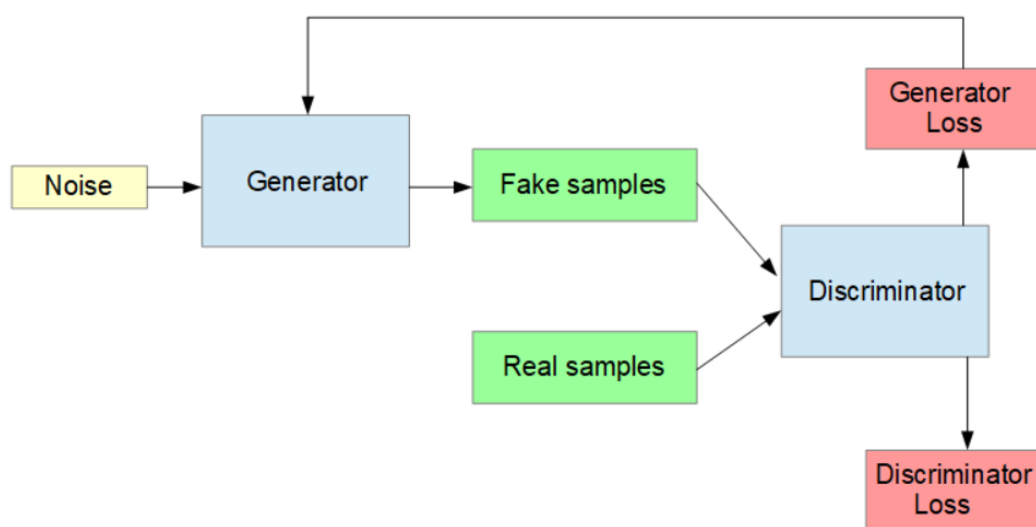 Generator
Loss
Noise
Generator
Fake samples
Discriminator
Real samples
Discriminator
Loss